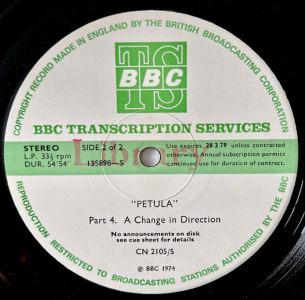 COPYRIGHT RECORD MADE IN ENGLAND BY THE BRITISH BROADCASTING CORPORATION
TS
BBC
BBC TRANSCRIPTION SERVICES
STEREO
L.P. 33⅓ rpm
DUR. 54'54"
SIDE 2 of 2
135898—S
Library
Use expires 28.2.79 unless contracted
otherwise. Annual subscription permits
continued use for duration of contract.
"PETULA"
Part 4. A Change in Direction
No announcements on disk
see cue sheet for details
CN 2105/S
℗ BBC 1974
REPRODUCTION RESTRICTED TO BROADCASTING STATIONS AUTHORISED BY THE BBC